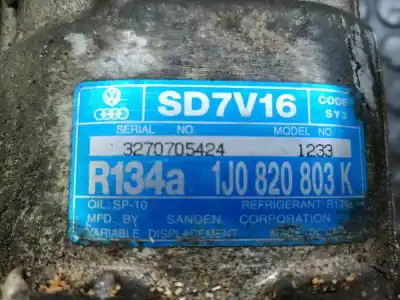 SD7V16 CODE
SERIAL NO. MODEL NO.
3270705424 1233
R134a 1J0 820 803 K
OIL: SP-10 REFRIGERANT: R134a
MFD. BY SANDEN CORPORATION
VARIABLE DISPLACEMENT MADE